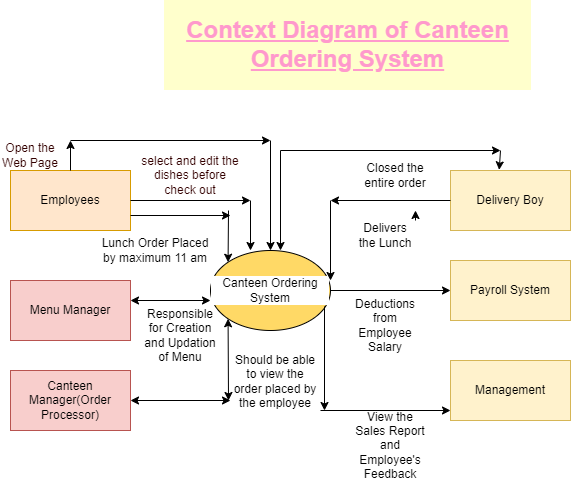 Context Diagram of Canteen
Ordering System
Open the
Web Page
select and edit the
dishes before
check out
Closed the
entire order
Employees
Delivery Boy
Lunch Order Placed
by maximum 11 am
Delivers
the Lunch
Canteen Ordering
System
Payroll System
Menu Manager
Responsible
for Creation
and Updation
of Menu
Deductions
from
Employee
Salary
Should be able
to view the
order placed by
the employee
Canteen
Manager(Order
Processor)
Management
View the
Sales Report
and
Employee's
Feedback